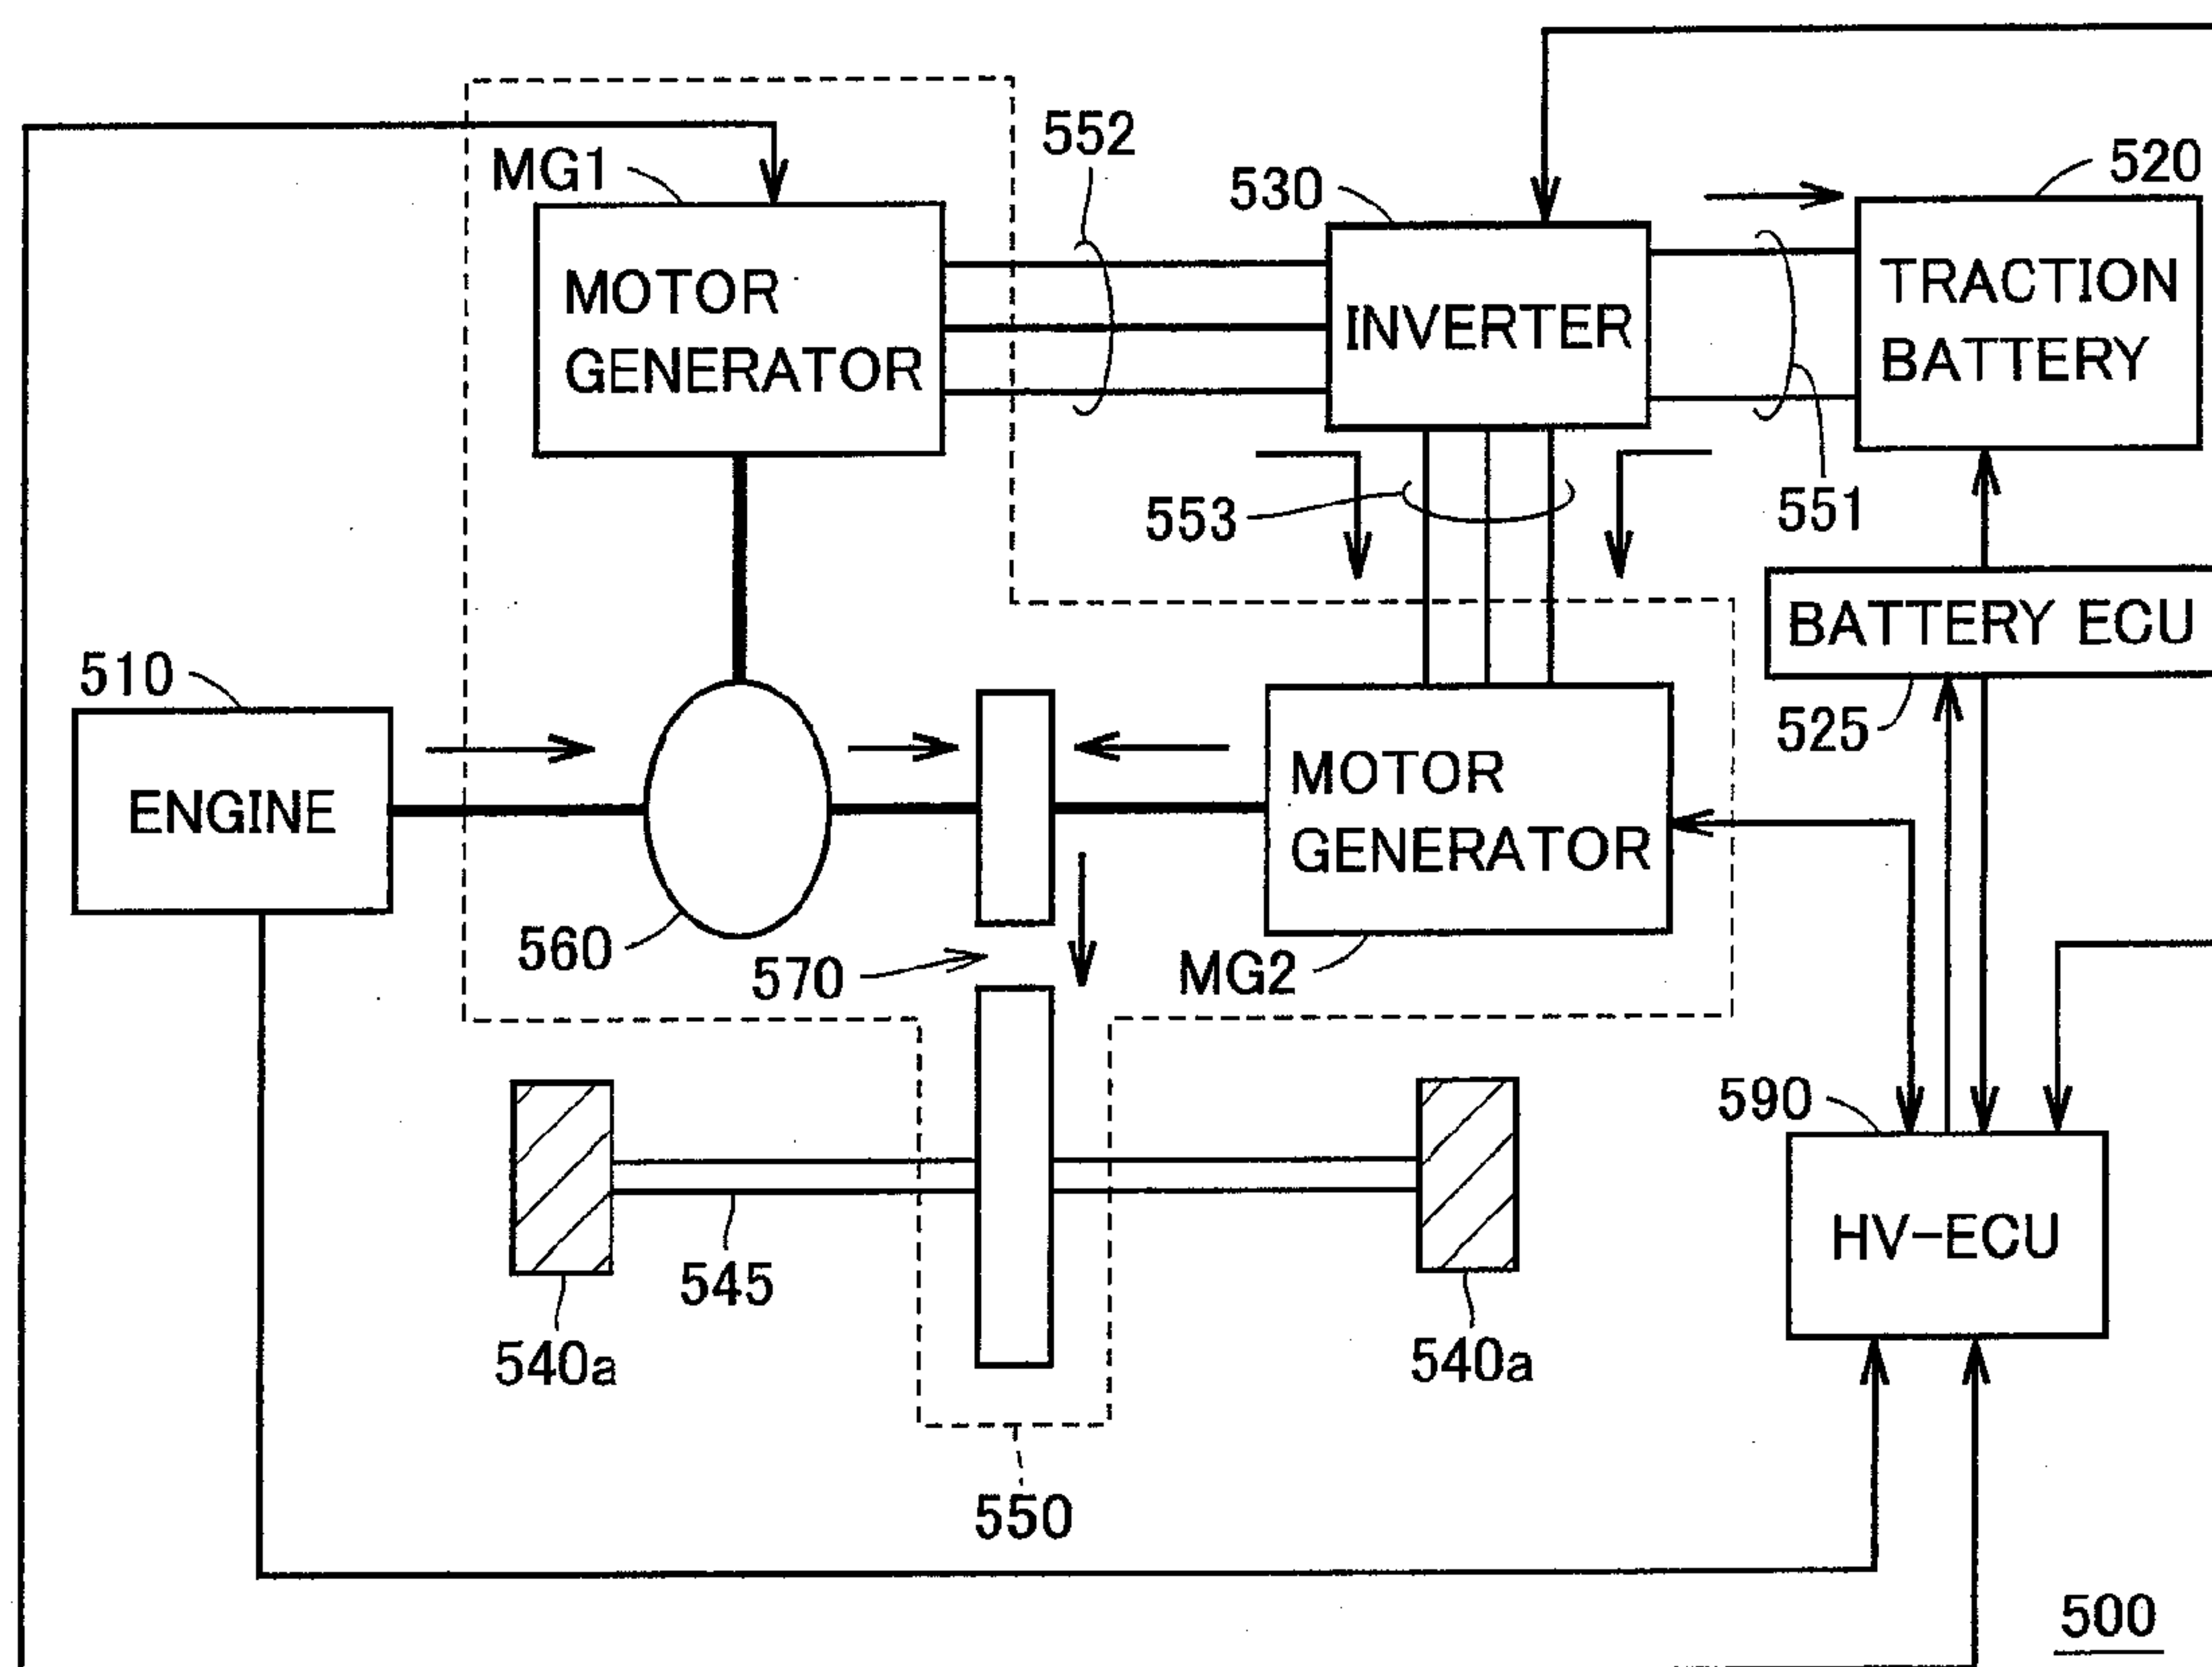 552
520
MG1
530
MOTOR
GENERATOR
INVERTER
TRACTION
BATTERY
553
551
BATTERY ECU
510
525
ENGINE
MOTOR
GENERATOR
560
570
MG2
590
HV-ECU
545
540a
540a
550
500